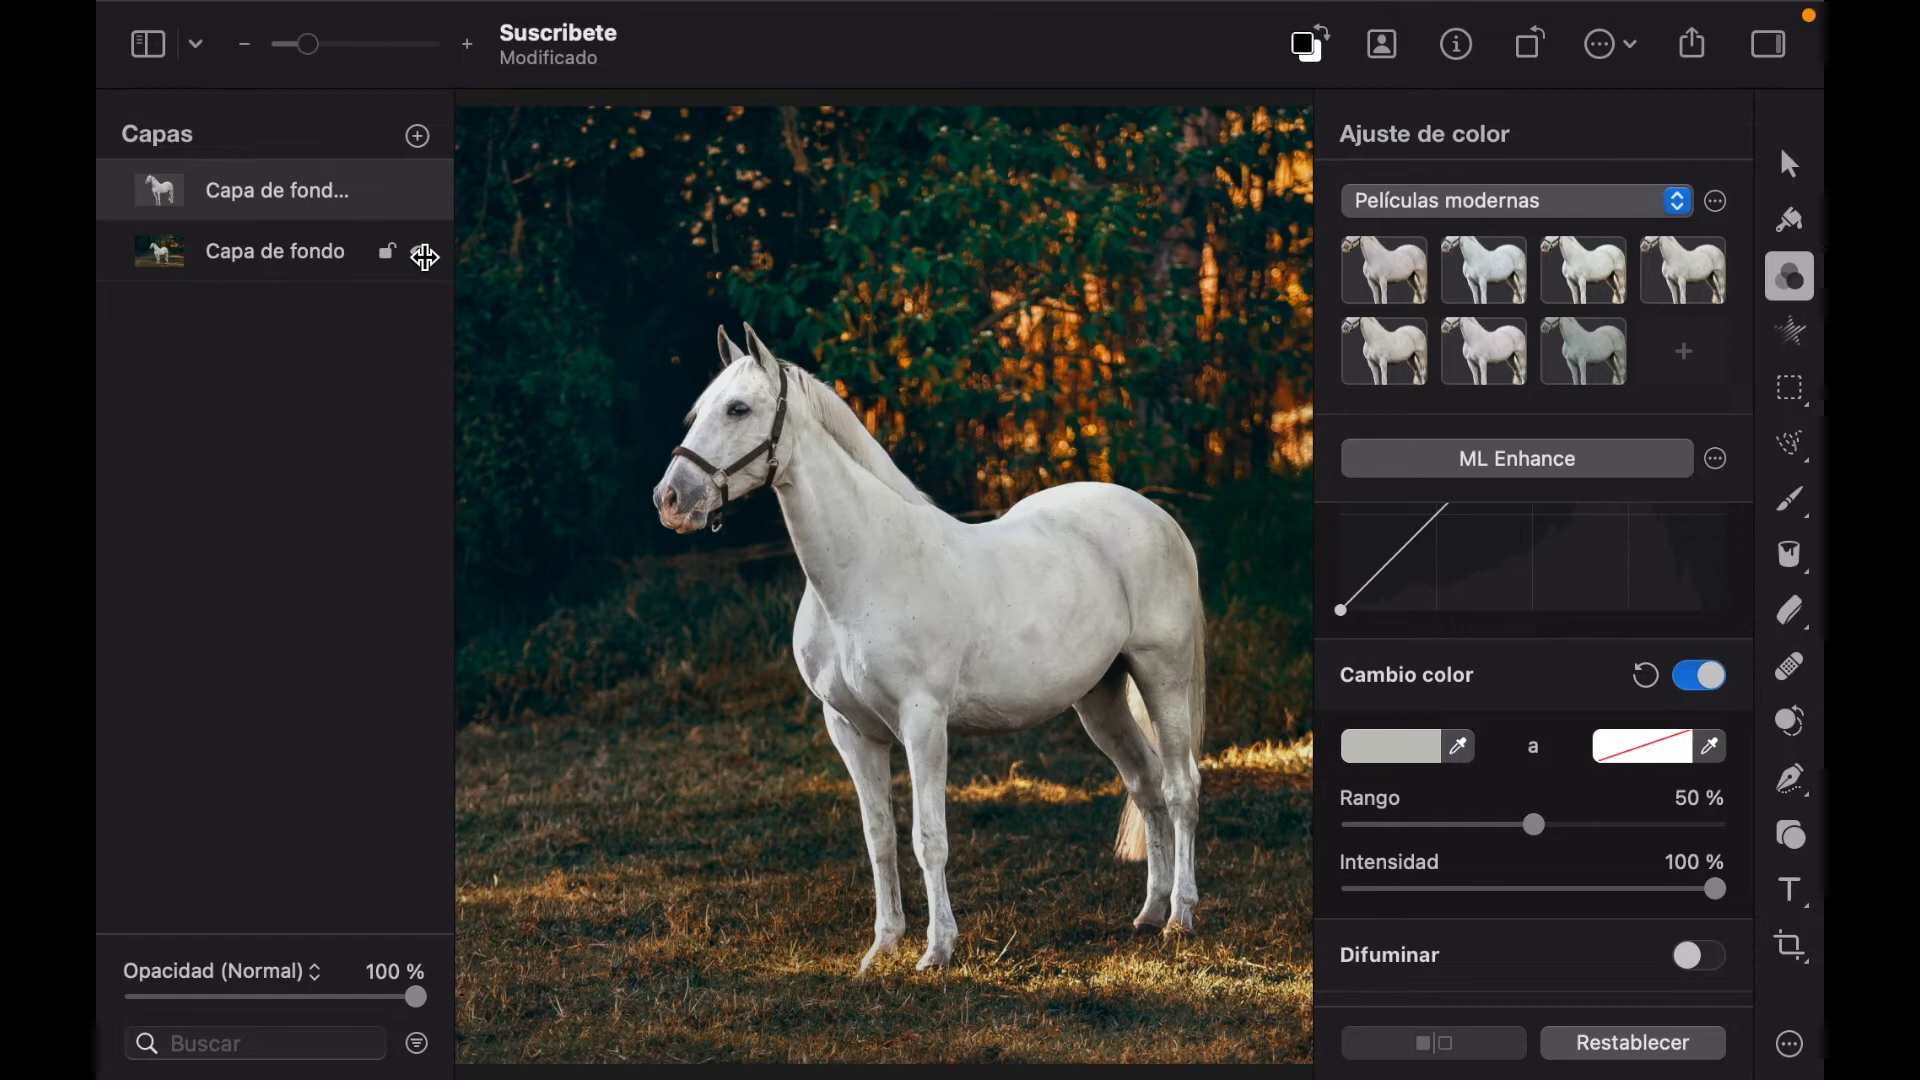 Suscribete
Modificado
Capas
Capa de fond...
Capa de fondo
Opacidad (Normal)
100 %
Buscar
Ajuste de color
Películas modernas
ML Enhance
Cambio color
a
Rango
50 %
Intensidad
100 %
Difuminar
Restablecer